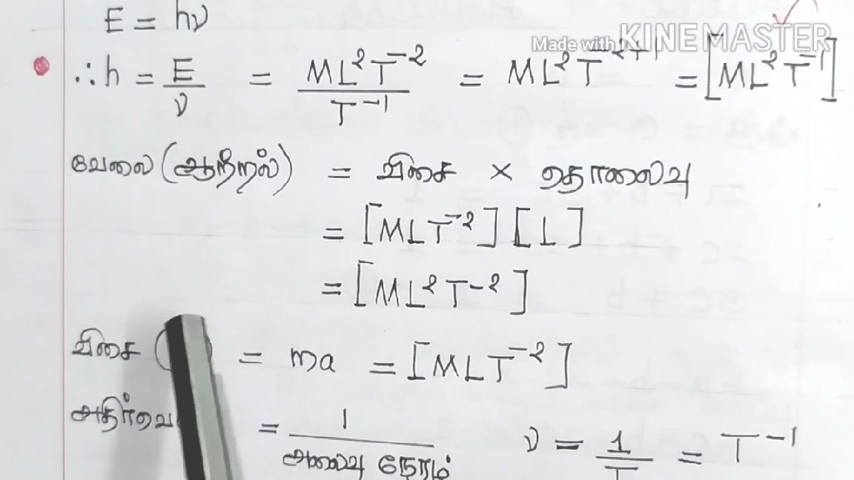 E = hν
Made with KINEMASTER
∴h = E/ν = ML²T⁻²/T⁻¹ = ML²T⁻²⁺¹ = [ML²T⁻¹]
வேலை (ஆற்றல்) = விசை × தொலைவு
= [MLT⁻²] [L]
= [ML²T⁻²]
விசை ( = ma = [MLT⁻²]
= 1/அலைவு நேரம் ν = 1/T = T⁻¹